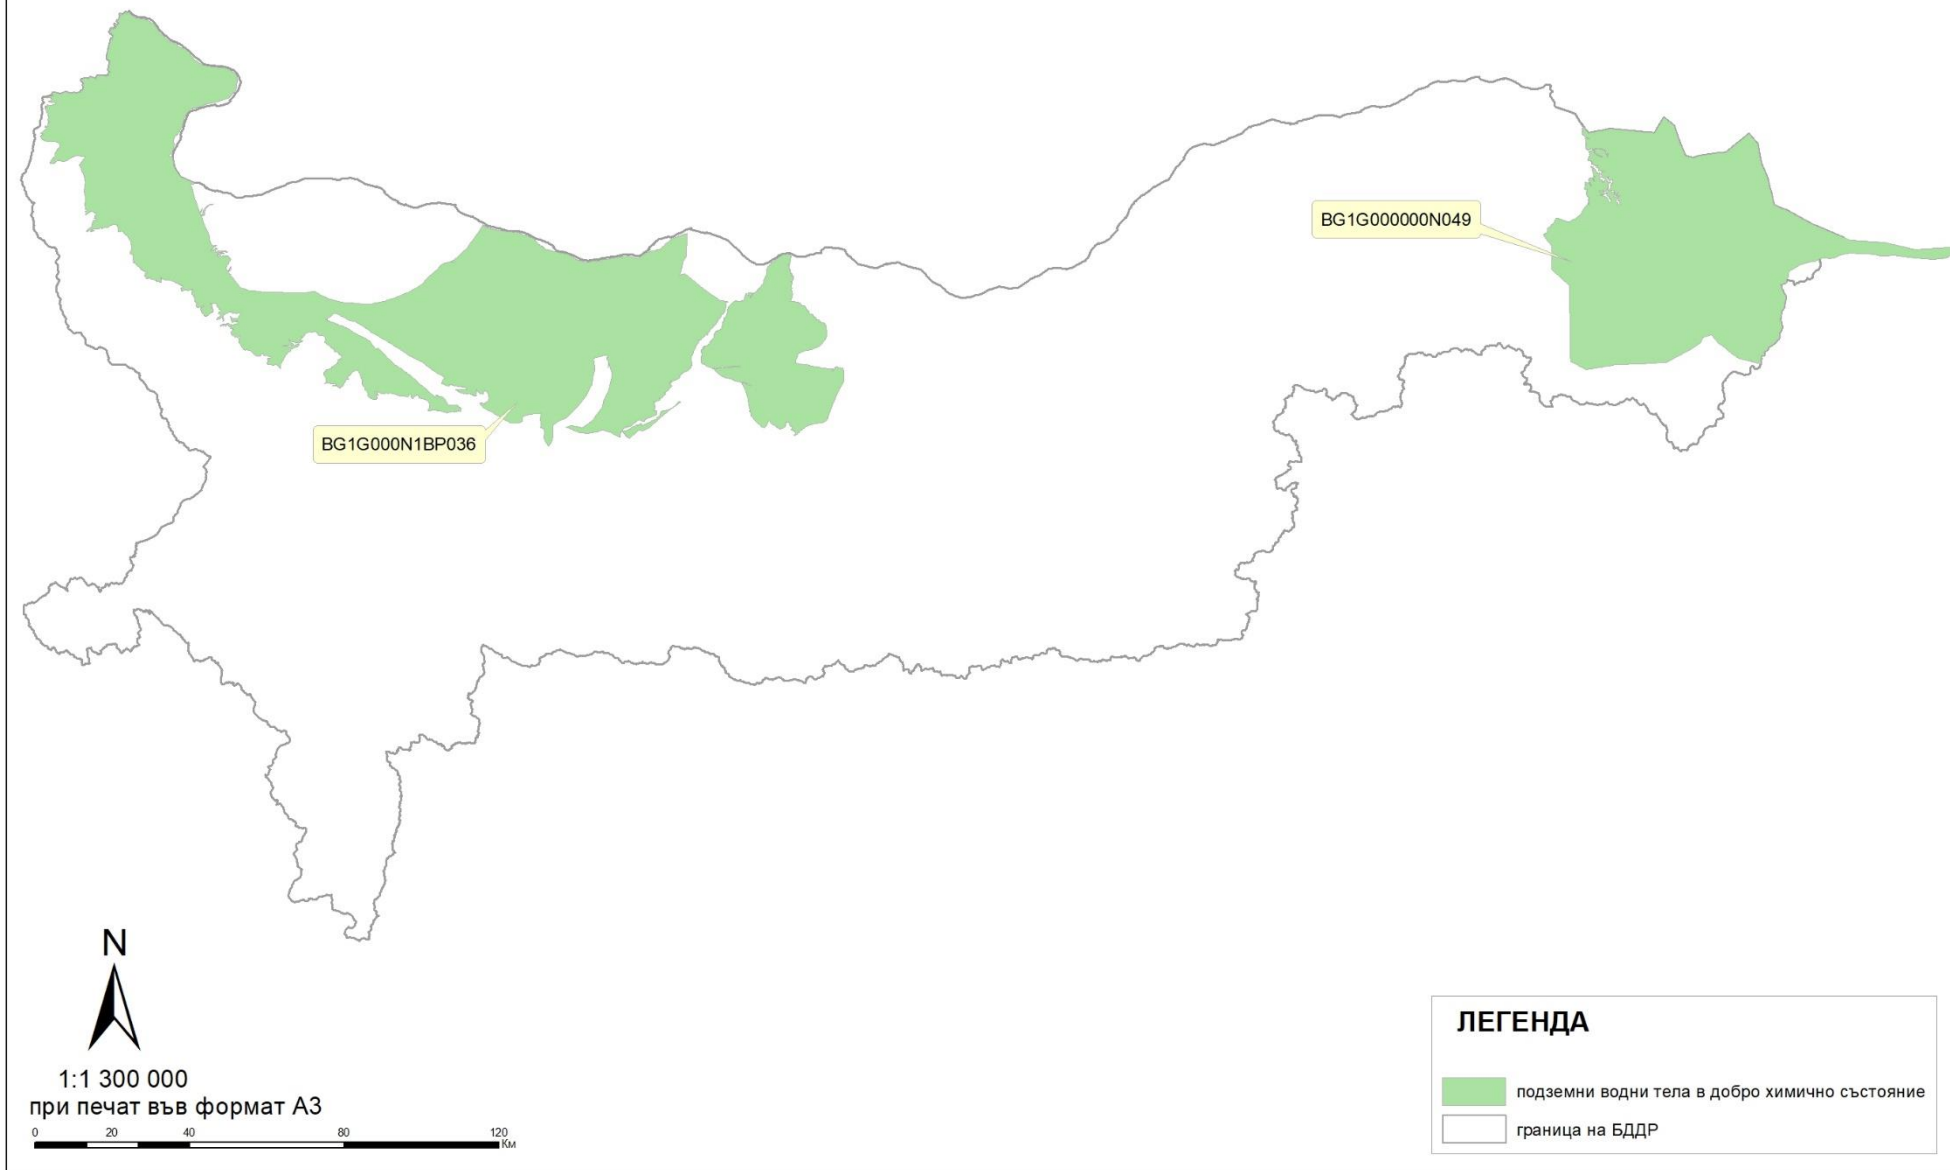 BG1G000000N049
BG1G000N1BP036
N
1:1 300 000
при печат във формат А3
0 20 40 80 120
Км
ЛЕГЕНДА
подземни водни тела в добро химично състояние
граница на БДДР